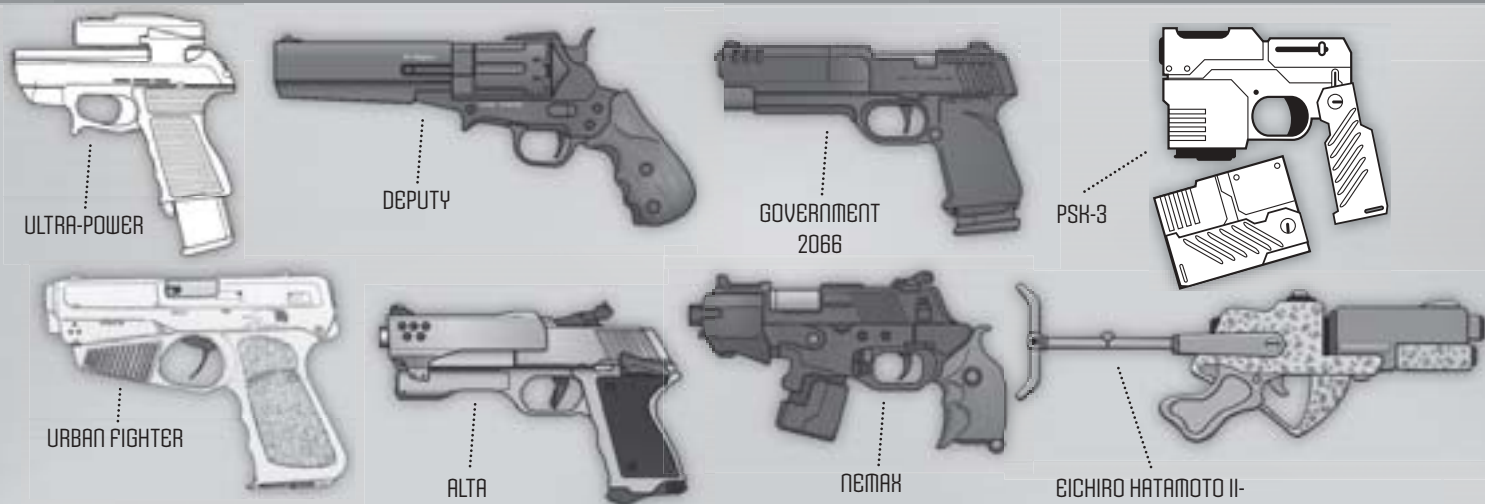 ULTRA-POWER
DEPUTY
GOVERNMENT
2066
PSK-3
URBAN FIGHTER
ALTA
NEMAX
EICHIRO HATAMOTO II-